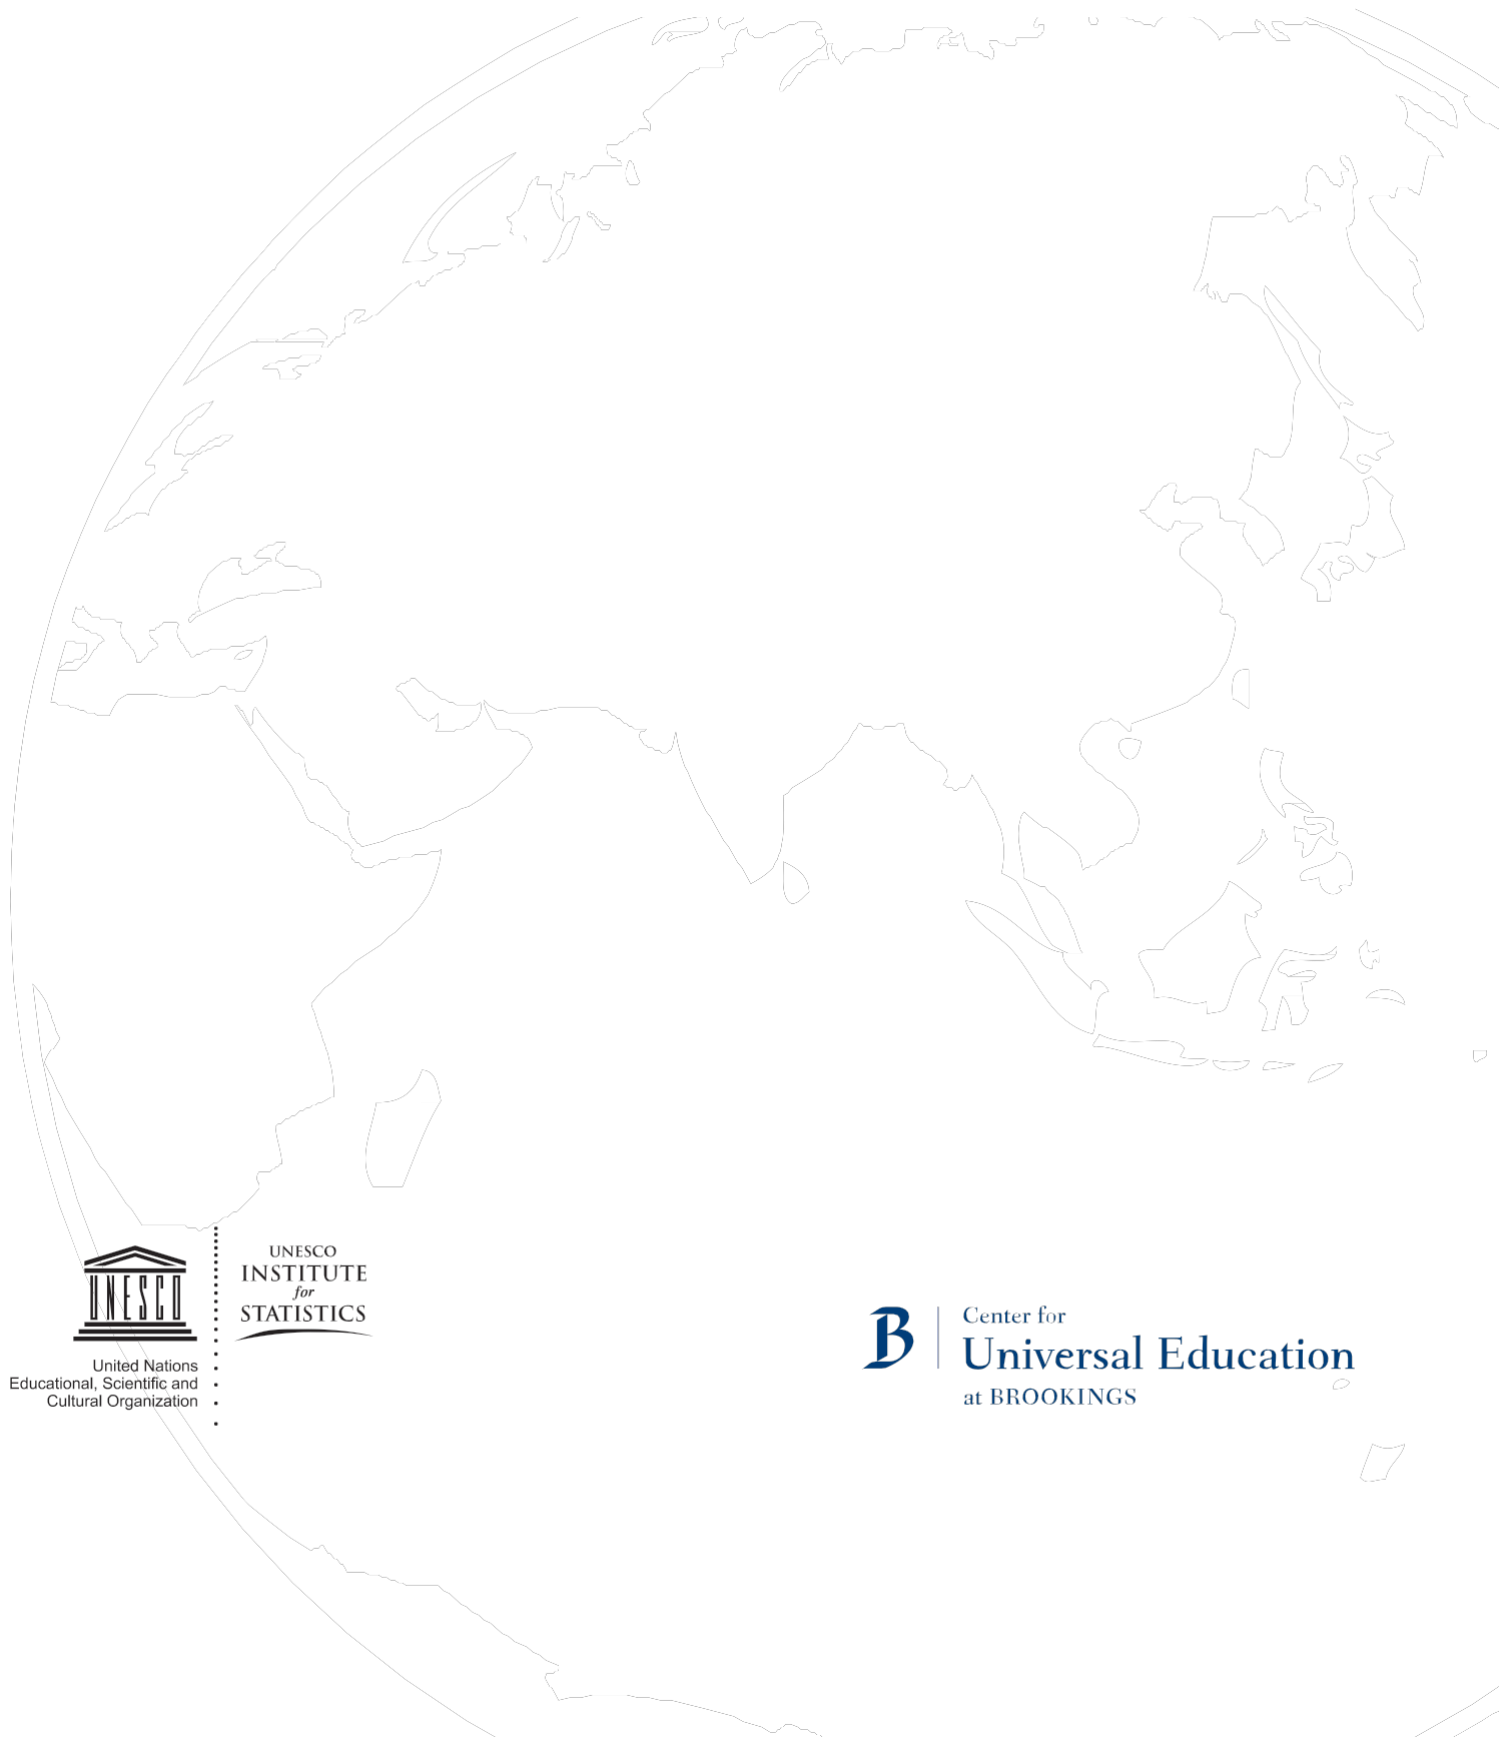 UNESCO
United Nations
Educational, Scientific and
Cultural Organization
UNESCO
INSTITUTE
for
STATISTICS
B
Center for
Universal Education
at BROOKINGS